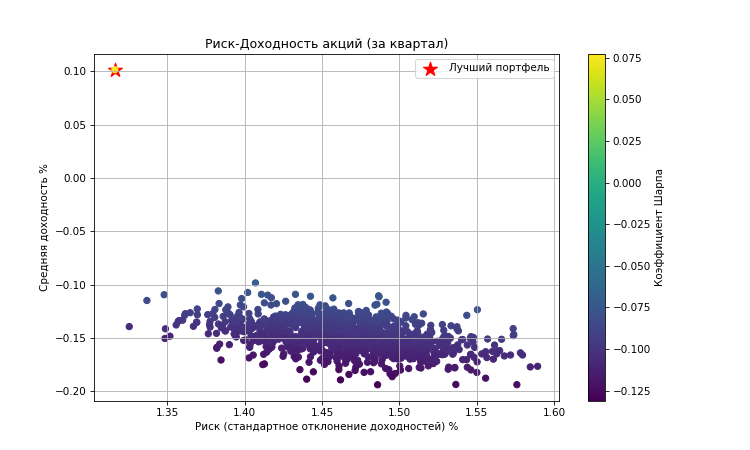 Риск-Доходность акций (за квартал)
Лучший портфель
Средняя доходность %
0.10
0.05
0.00
−0.05
−0.10
−0.15
−0.20
1.35 1.40 1.45 1.50 1.55 1.60
Риск (стандартное отклонение доходностей) %
0.075
0.050
0.025
0.000
−0.025
−0.050
−0.075
−0.100
−0.125
Коэффициент Шарпа